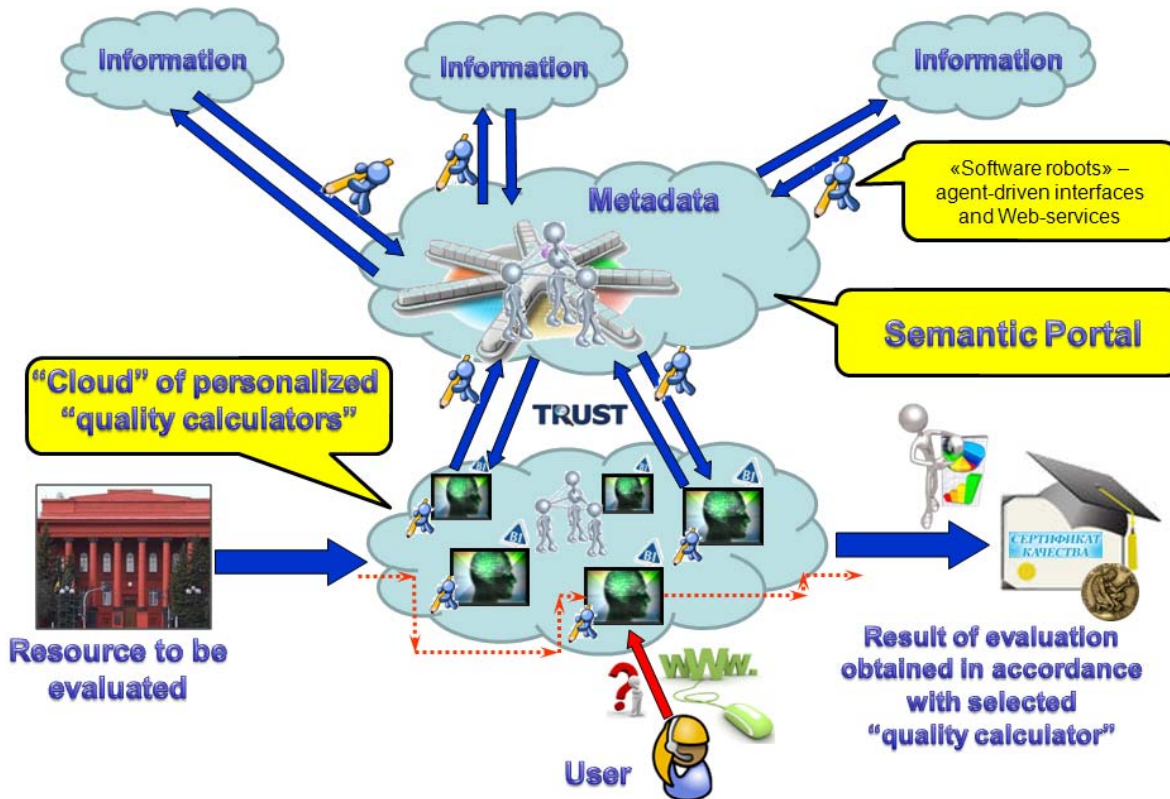 Information
Information
Information
«Software robots» –
agent-driven interfaces
and Web-services
Metadata
Semantic Portal
“Cloud” of personalized
“quality calculators”
TRUST
BI
BI
BI
BI
СЕРТИФИКАТ
КАЧЕСТВА
Resource to be
evaluated
Result of evaluation
obtained in accordance
with selected
“quality calculator”
?
wWw.
User